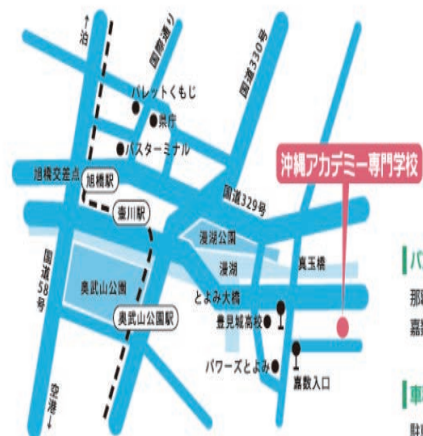 ↑泊
国際通り
国道330号
パレットくもじ
県庁
バスターミナル
沖縄アカデミー専門学校
旭橋交差点
旭橋駅
国道329号
壺川駅
漫湖公園
漫湖
真玉橋
国道58号
奥武山公園
とよみ大橋
奥武山公園駅
豊見城高校
パワーズとよみ
嘉数入口
空港→
嘉数